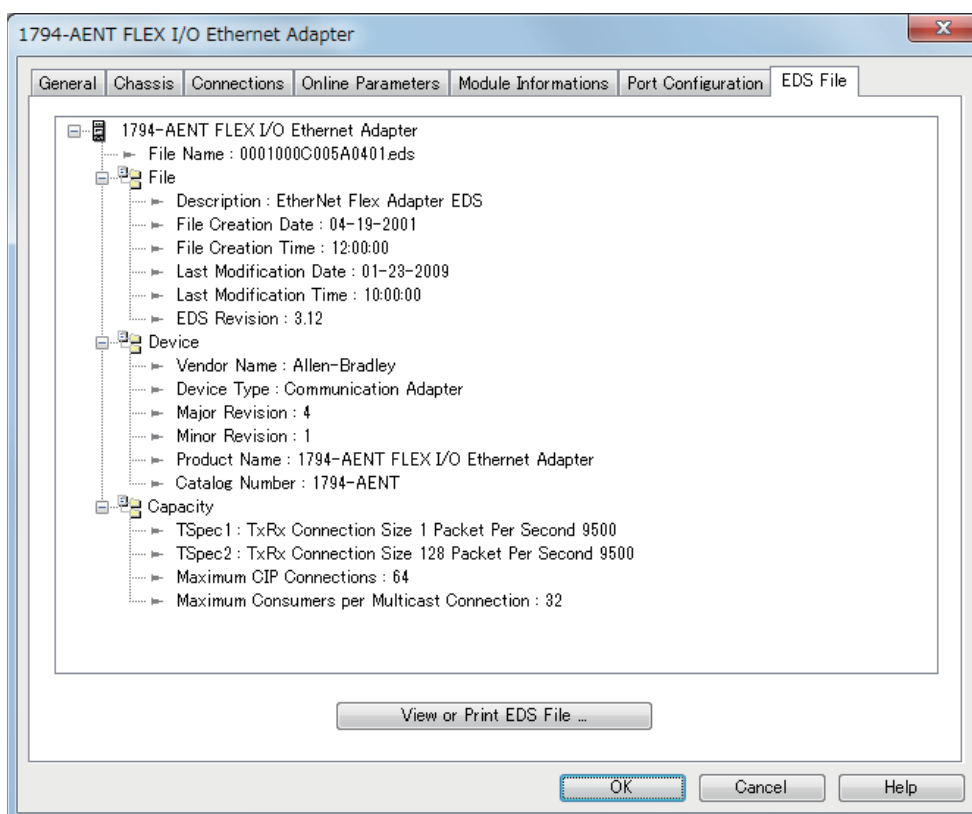 1794-AENT FLEX I/O Ethernet Adapter
General Chassis Connections Online Parameters Module Informations Port Configuration EDS File
1794-AENT FLEX I/O Ethernet Adapter
File Name : 0001000C005A0401.eds
File
Description : EtherNet Flex Adapter EDS
File Creation Date : 04-19-2001
File Creation Time : 12:00:00
Last Modification Date : 01-23-2009
Last Modification Time : 10:00:00
EDS Revision : 3.12
Device
Vendor Name : Allen-Bradley
Device Type : Communication Adapter
Major Revision : 4
Minor Revision : 1
Product Name : 1794-AENT FLEX I/O Ethernet Adapter
Catalog Number : 1794-AENT
Capacity
TSpec1 : TxRx Connection Size 1 Packet Per Second 9500
TSpec2 : TxRx Connection Size 128 Packet Per Second 9500
Maximum CIP Connections : 64
Maximum Consumers per Multicast Connection : 32
View or Print EDS File ...
OK Cancel Help